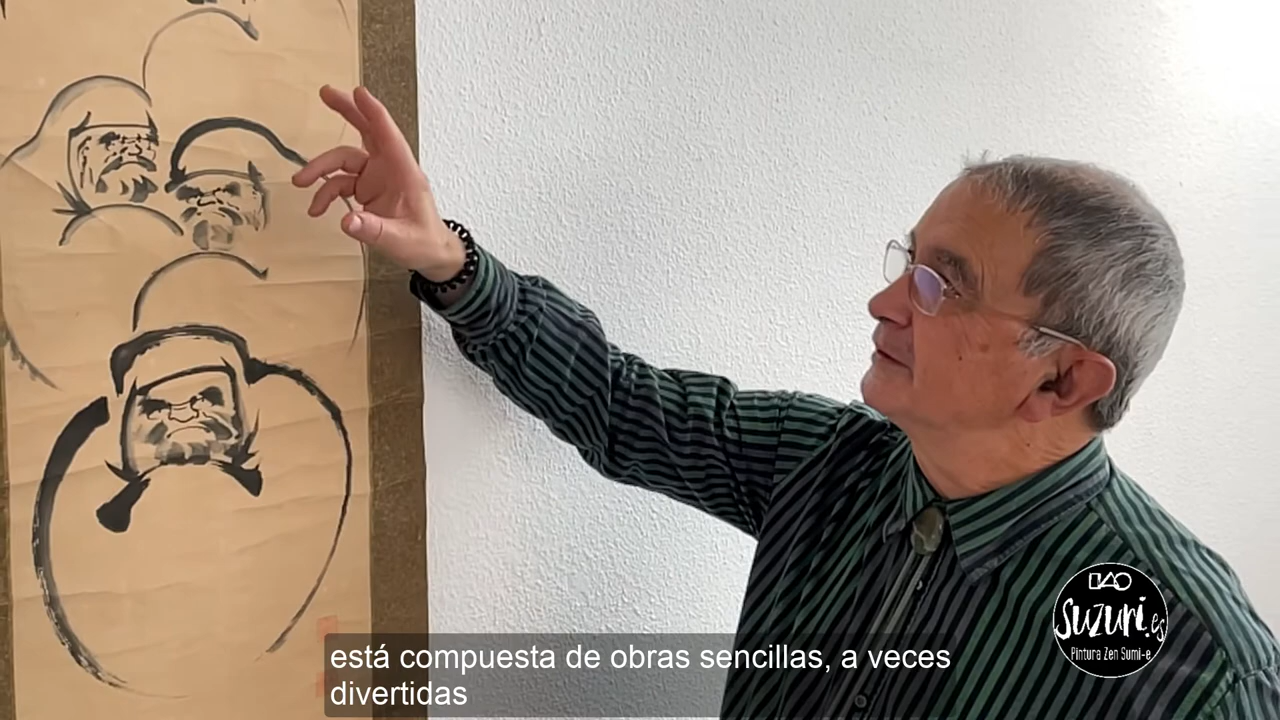 Suzuri.es
Pintura Zen Sumi-e
está compuesta de obras sencillas, a veces
divertidas